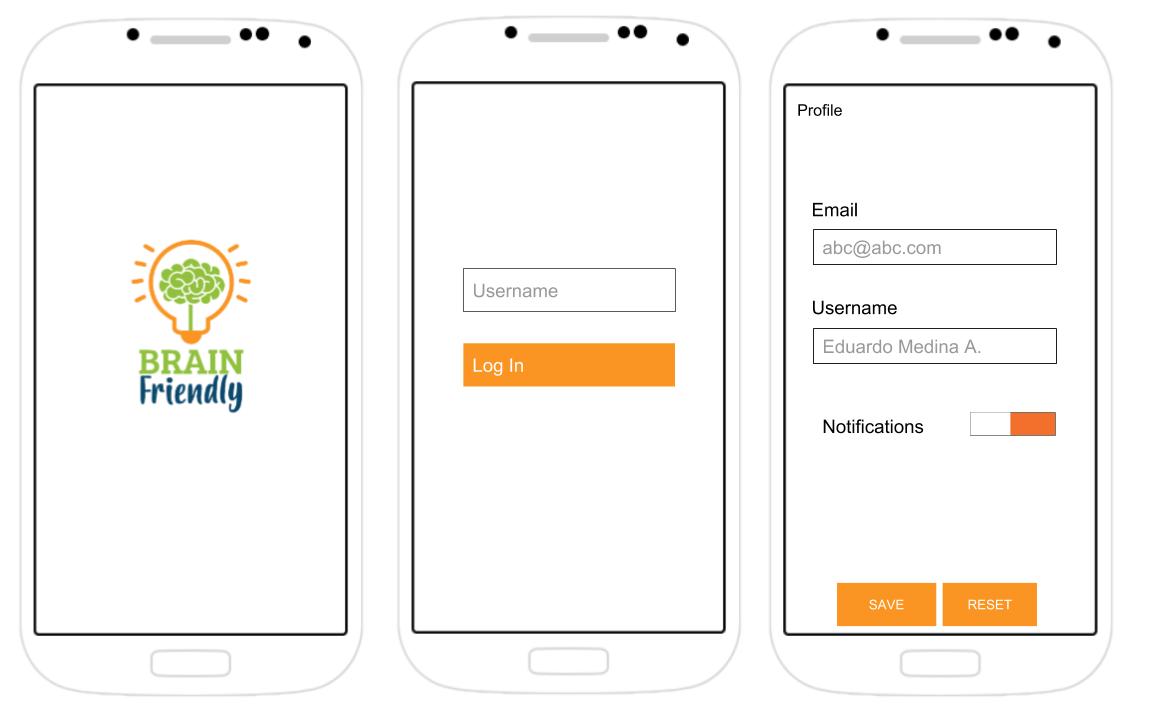 BRAIN
Friendly
Username
Log In
Profile
Email
abc@abc.com
Username
Eduardo Medina A.
Notifications
SAVE RESET